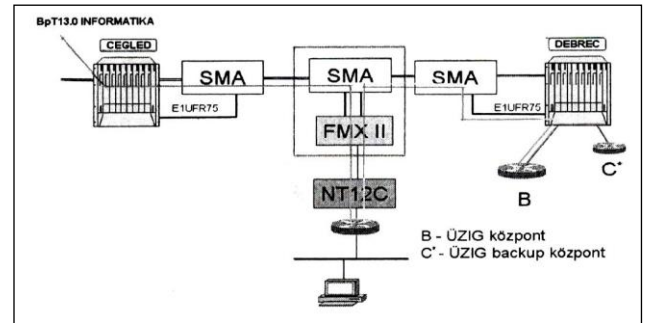 BpT13.0 INFORMATIKA
CEGLED
DEBREC
SMA
SMA
SMA
E1UFR75
E1UFR75
FMX II
NT12C
B
C*
B - ÜZIG központ
C* - ÜZIG backup központ